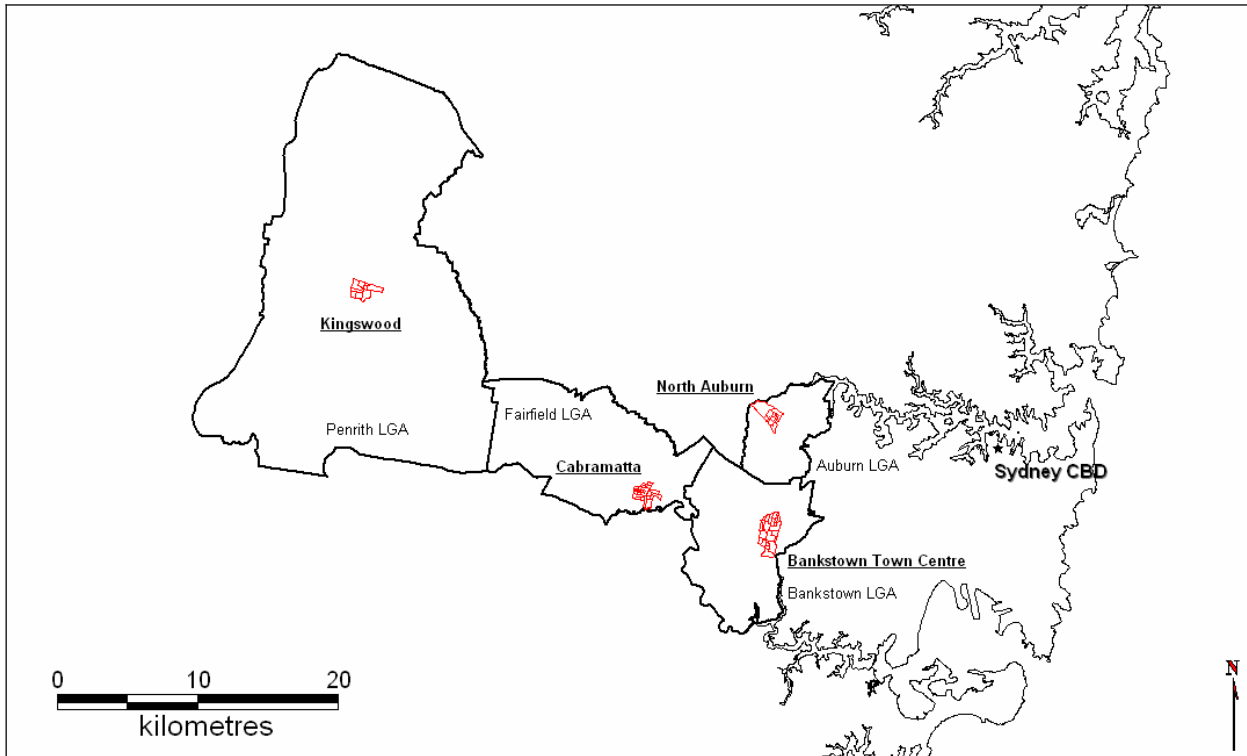 Kingswood
North Auburn
Fairfield LGA
Penrith LGA
Cabramatta
Auburn LGA
Sydney CBD
Bankstown Town Centre
Bankstown LGA
0 10 20
kilometres
N